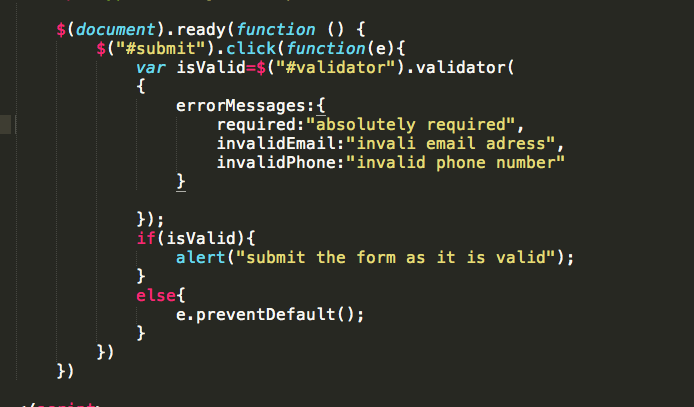 $(document).ready(function () {
$("#submit").click(function(e){
var isValid=$("#validator").validator(
{
errorMessages:{
required:"absolutely required",
invalidEmail:"invali email adress",
invalidPhone:"invalid phone number"
}
});
if(isValid){
alert("submit the form as it is valid");
}
else{
e.preventDefault();
}
})
})